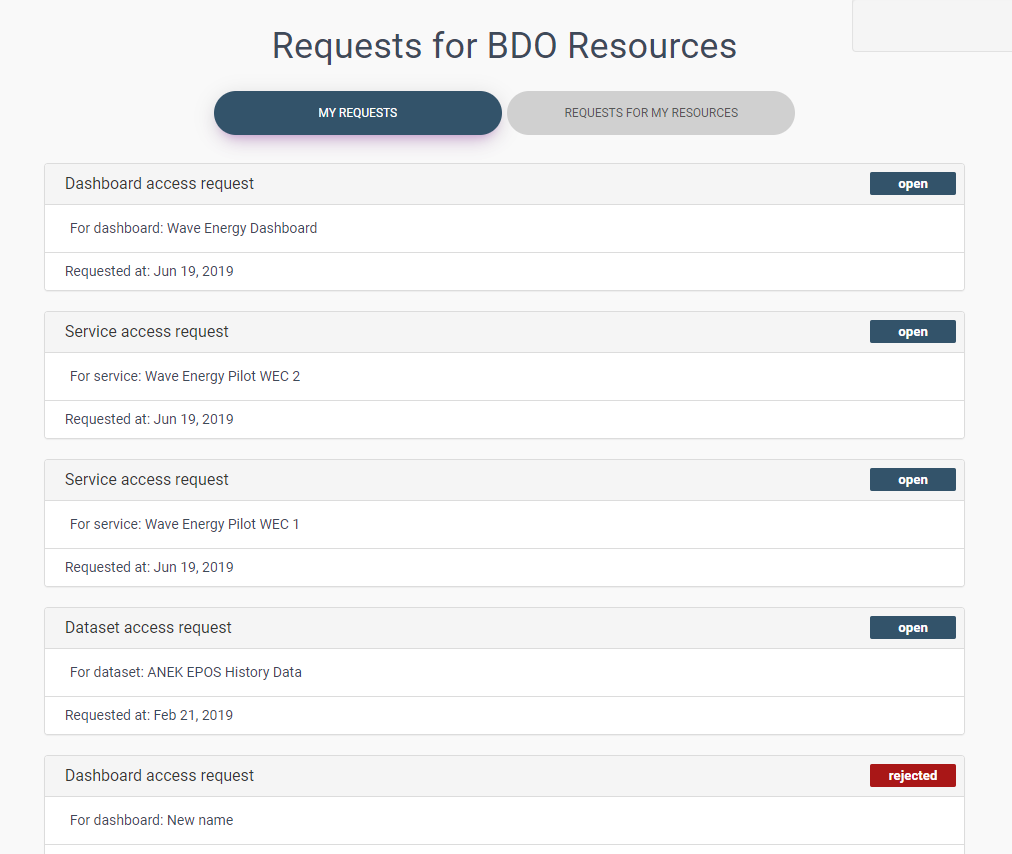 Requests for BDO Resources
MY REQUESTS
REQUESTS FOR MY RESOURCES
Dashboard access request
open
For dashboard: Wave Energy Dashboard
Requested at: Jun 19, 2019
Service access request
open
For service: Wave Energy Pilot WEC 2
Requested at: Jun 19, 2019
Service access request
open
For service: Wave Energy Pilot WEC 1
Requested at: Jun 19, 2019
Dataset access request
open
For dataset: ANEK EPOS History Data
Requested at: Feb 21, 2019
Dashboard access request
rejected
For dashboard: New name